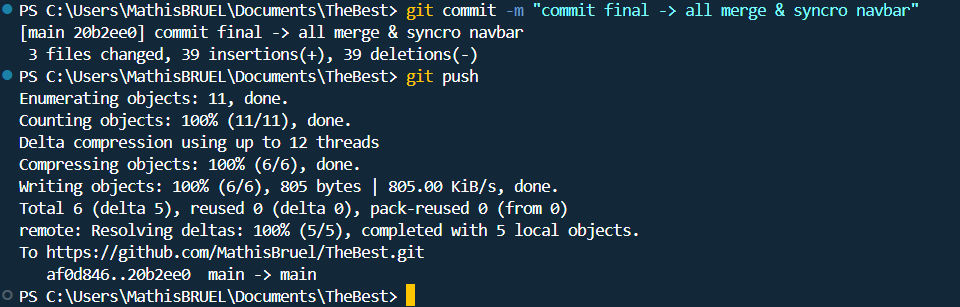 PS C:\Users\MathisBRUEL\Documents\TheBest> git commit -m "commit final -> all merge & syncro navbar"
[main 20b2ee0] commit final -> all merge & syncro navbar
 3 files changed, 39 insertions(+), 39 deletions(-)
PS C:\Users\MathisBRUEL\Documents\TheBest> git push
Enumerating objects: 11, done.
Counting objects: 100% (11/11), done.
Delta compression using up to 12 threads
Compressing objects: 100% (6/6), done.
Writing objects: 100% (6/6), 805 bytes | 805.00 KiB/s, done.
Total 6 (delta 5), reused 0 (delta 0), pack-reused 0 (from 0)
remote: Resolving deltas: 100% (5/5), completed with 5 local objects.
To https://github.com/MathisBruel/TheBest.git
   af0d846..20b2ee0  main -> main
PS C:\Users\MathisBRUEL\Documents\TheBest>